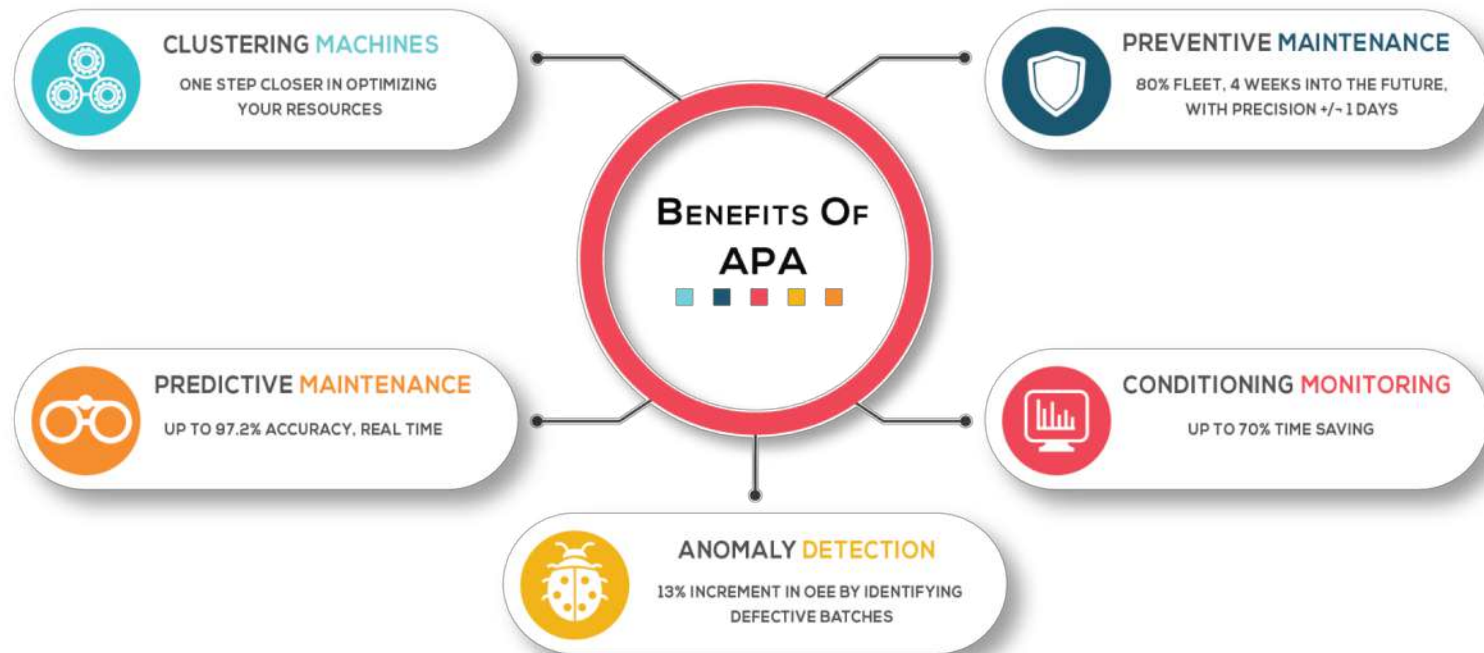 CLUSTERING MACHINES
ONE STEP CLOSER IN OPTIMIZING
YOUR RESOURCES
PREVENTIVE MAINTENANCE
80% FLEET, 4 WEEKS INTO THE FUTURE,
WITH PRECISION +/- 1 DAYS
BENEFITS OF
APA
PREDICTIVE MAINTENANCE
UP TO 97.2% ACCURACY, REAL TIME
CONDITIONING MONITORING
UP TO 70% TIME SAVING
ANOMALY DETECTION
13% INCREMENT IN OEE BY IDENTIFYING
DEFECTIVE BATCHES